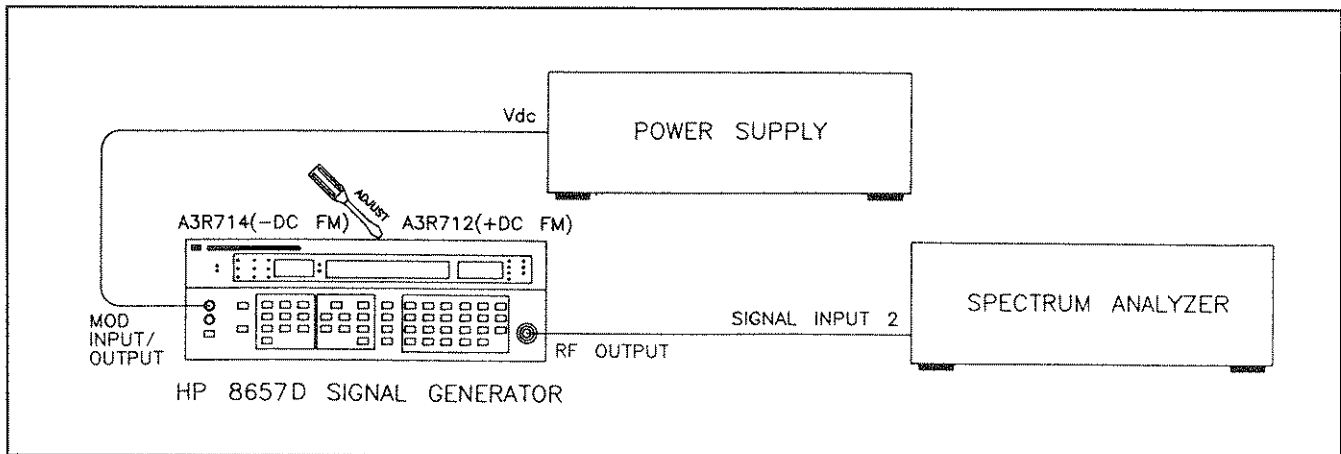 Vdc
POWER SUPPLY
ADJUST
A3R714(-DC FM)
A3R712(+DC FM)
SPECTRUM ANALYZER
MOD
INPUT/
OUTPUT
SIGNAL INPUT 2
RF OUTPUT
HP 8657D SIGNAL GENERATOR